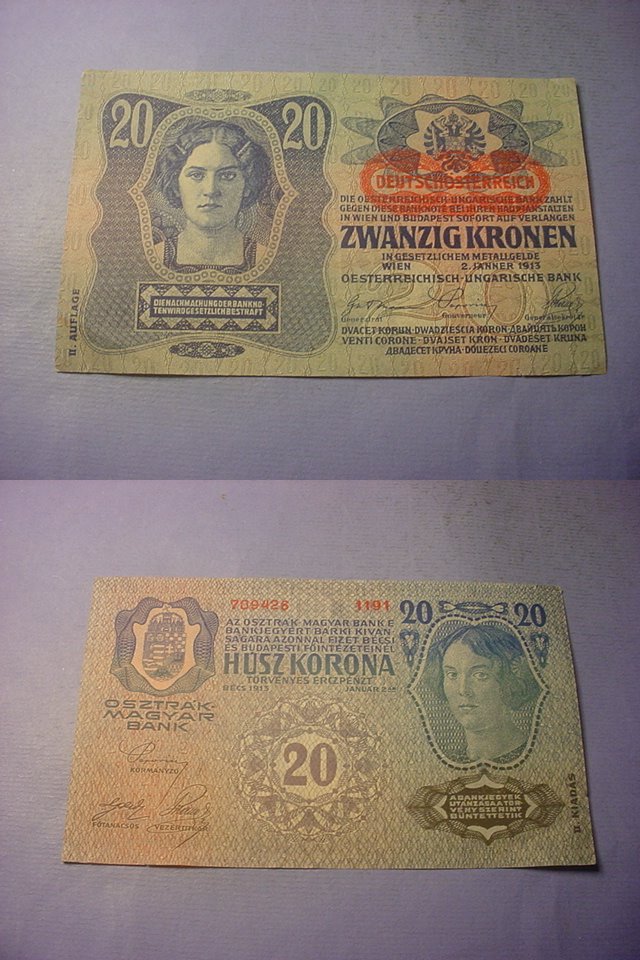 20 20
DEUTSCHÖSTERREICH
DIE OESTERREICHISCH-UNGARISCHE BANK ZAHLT
GEGEN DIESE BANKNOTE BEI IHREN HAUPTANSTALTEN
IN WIEN UND BUDAPEST SOFORT AUF VERLANGEN
ZWANZIG KRONEN
IN GESETZLICHEM METALLGELDE
WIEN 2. JÄNNER 1913
OESTERREICHISCH-UNGARISCHE BANK
Generalrat Gouverneur Generalsekretär
DIE NACHMACHUNG DER BANKNO-
TEN WIRD GESETZLICH BESTRAFT
II. AUFLAGE
DVACET KORUN · DWADZIEŚCIA KORON · ДВАЙЦЯТЬ КОРОН
VENTI CORONE · DVAJSET KRON · DVADESET KRUNA
ДВАДЕСЕТ КРУНА · DOUEZECI COROANE
709426 1191
20 20
AZ OSZTRÁK-MAGYAR BANK E
BANKJEGYÉRT BÁRKI KIVÁN-
SÁGÁRA AZONNAL FIZET BÉCSI
ÉS BUDAPESTI FŐINTÉZETEINÉL
HÚSZ KORONA
TÖRVÉNYES ÉRCZPÉNZT
BÉCS 1913 JANUÁR 2-ÁN
OSZTRÁK-
MAGYAR
BANK
20
KORMÁNYZÓ
FŐTANÁCSOS VEZÉRTITKÁR
A BANKJEGYEK
UTÁNZÁSA A TÖR-
VÉNY SZERINT
BÜNTETTETIK
II. KIADÁS